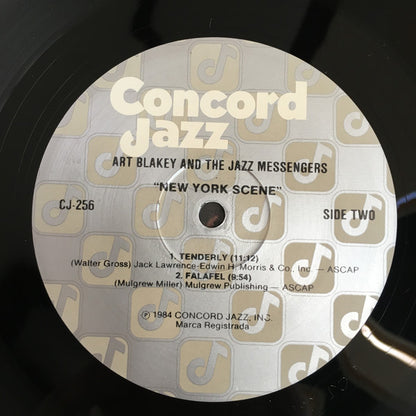 Concord
Jazz
ART BLAKEY AND THE JAZZ MESSENGERS
"NEW YORK SCENE"
CJ-256
SIDE TWO
1. TENDERLY (11:12)
(Walter Gross) Jack Lawrence-Edwin H. Morris & Co., Inc. — ASCAP
2. FALAFEL (9:54)
(Mulgrew Miller) Mulgrew Publishing — ASCAP
℗ 1984 CONCORD JAZZ, INC.
Marca Registrada